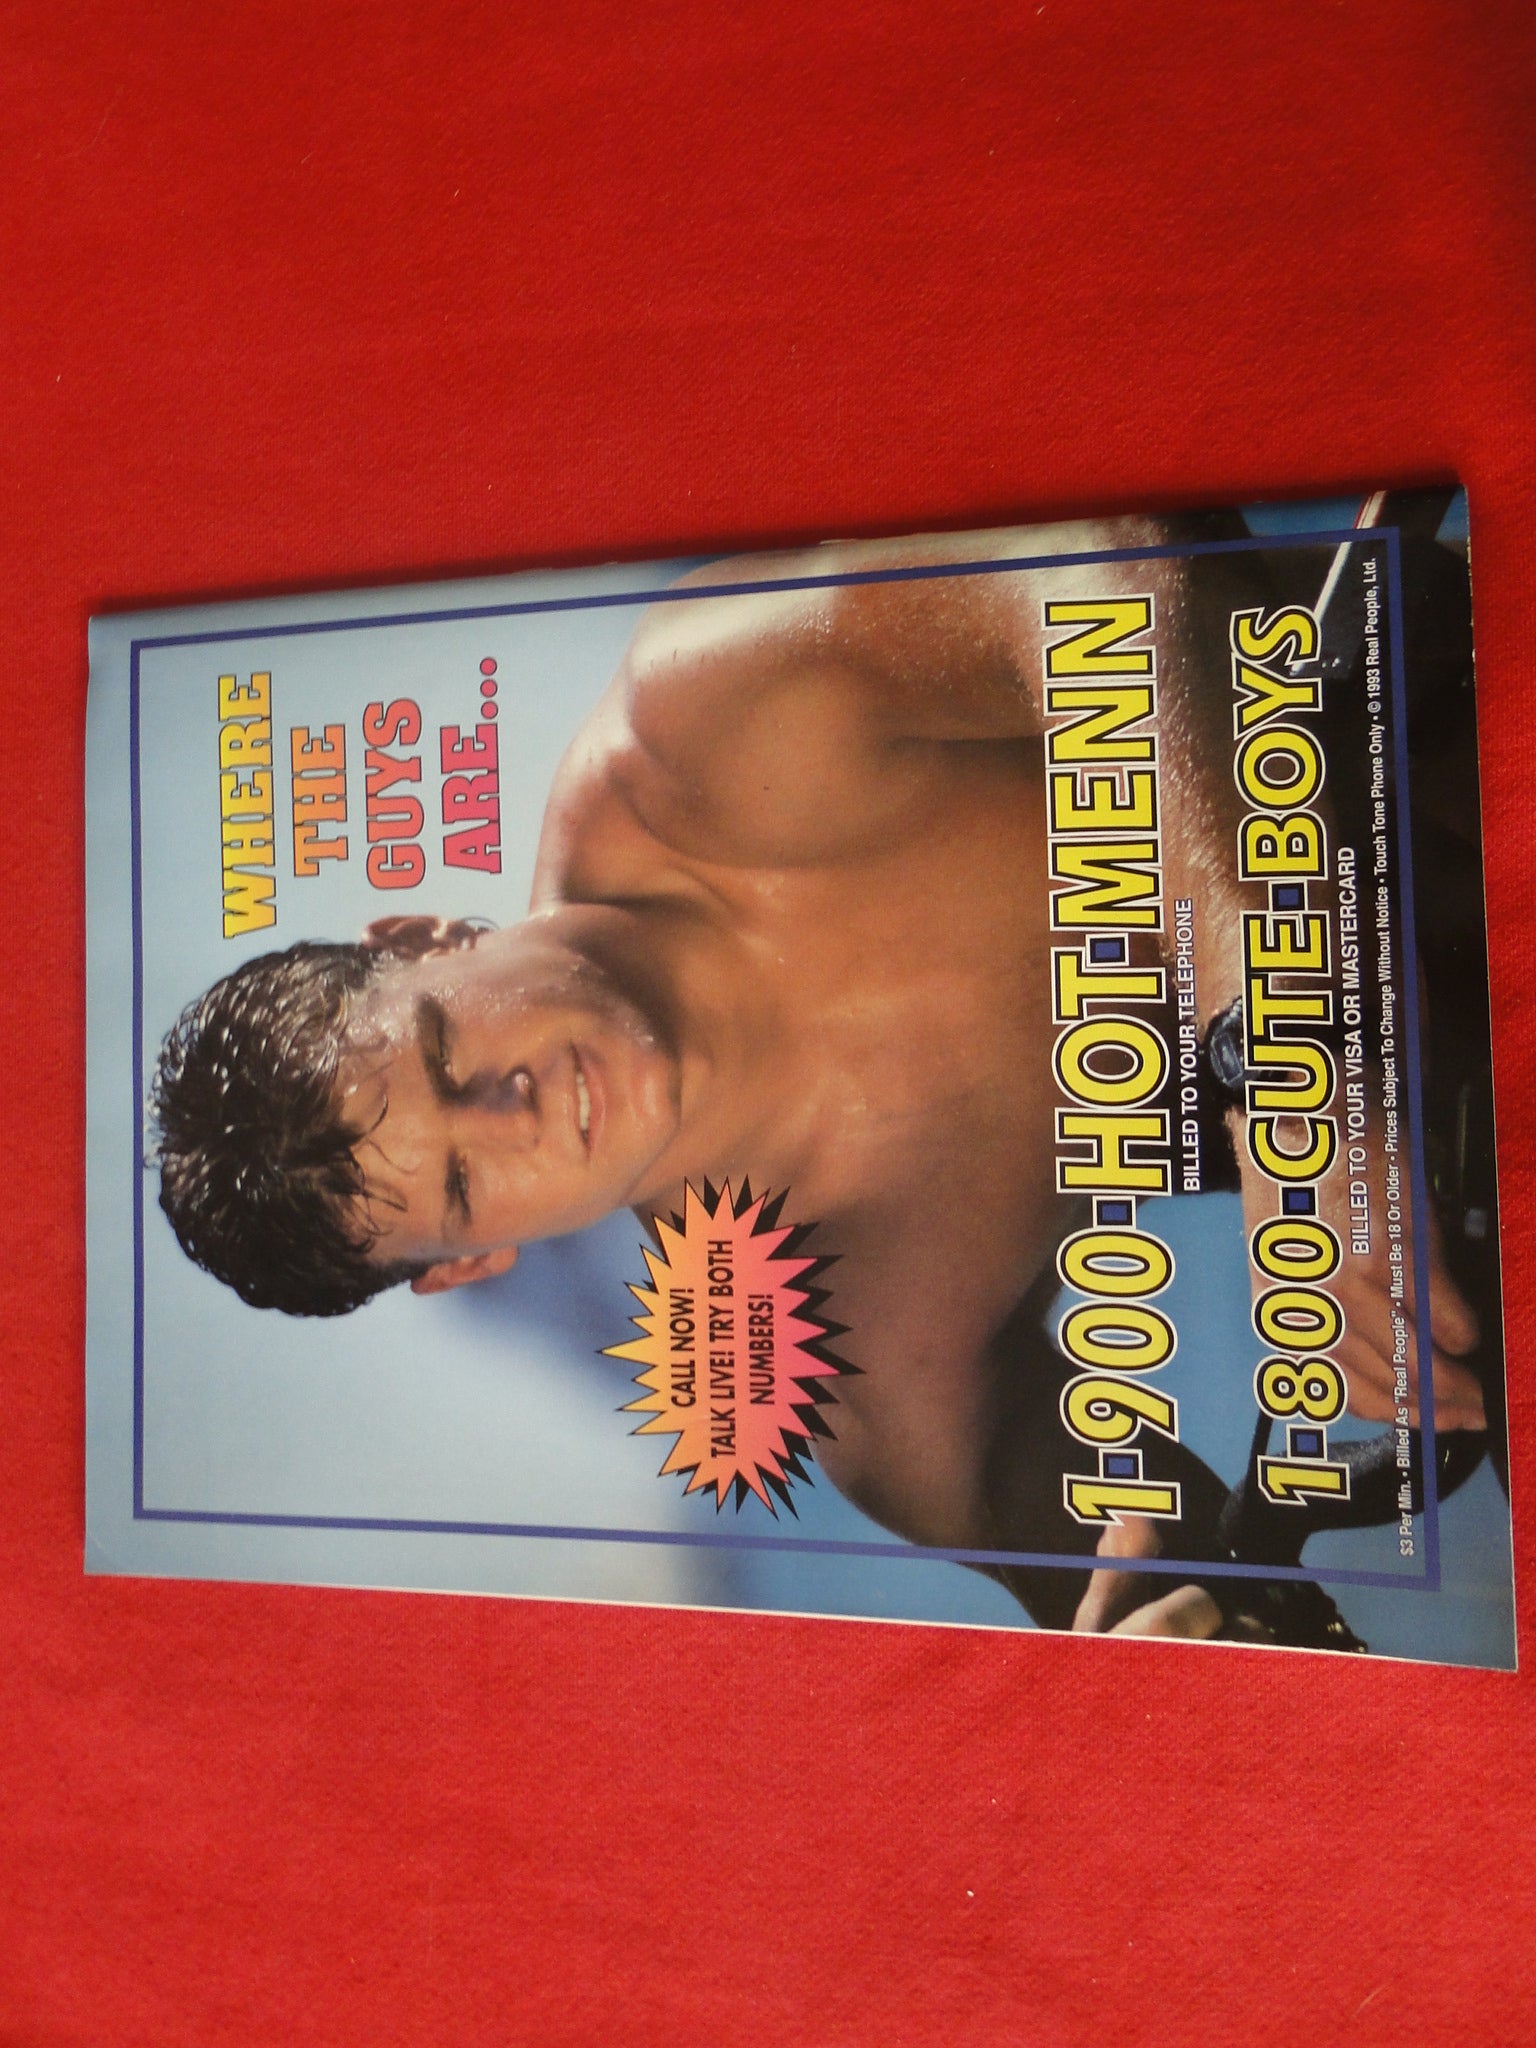 WHERE
THE
GUYS
ARE...
CALL NOW!
TALK LIVE! TRY BOTH
NUMBERS!
1-900-HOT-MENN
BILLED TO YOUR TELEPHONE
1-800-CUTE-BOYS
BILLED TO YOUR VISA OR MASTERCARD
$3 Per Min. • Billed As "Real People" • Must Be 18 Or Older • Prices Subject To Change Without Notice • Touch Tone Phone Only • © 1993 Real People, Ltd.